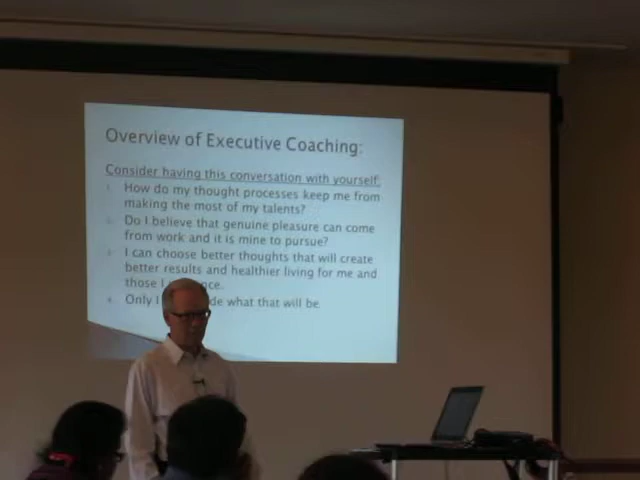 Overview of Executive Coaching:
Consider having this conversation with yourself:
1. How do my thought processes keep me from
making the most of my talents?
2. Do I believe that genuine pleasure can come
from work and it is mine to pursue?
3. I can choose better thoughts that will create
better results and healthier living for me and
those I
4. Only I what that will be